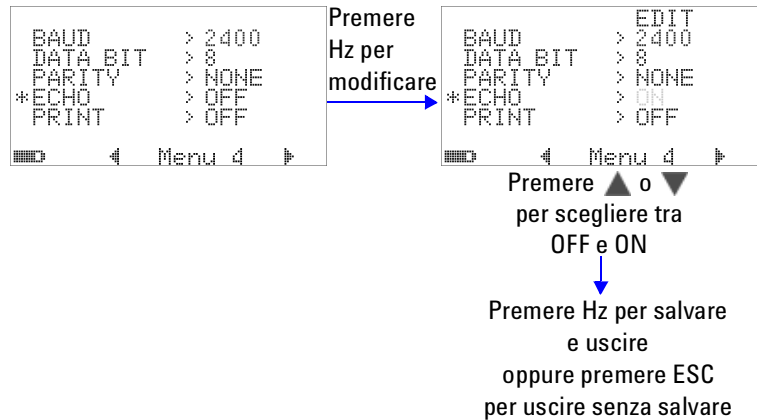 BAUD > 2400
DATA BIT > 8
PARITY > NONE
*ECHO > OFF
PRINT > OFF
Menu 4
Premere
Hz per
modificare
EDIT
BAUD > 2400
DATA BIT > 8
PARITY > NONE
*ECHO > ON
PRINT > OFF
Menu 4
Premere ▲ o ▼
per scegliere tra
OFF e ON
Premere Hz per salvare
e uscire
oppure premere ESC
per uscire senza salvare